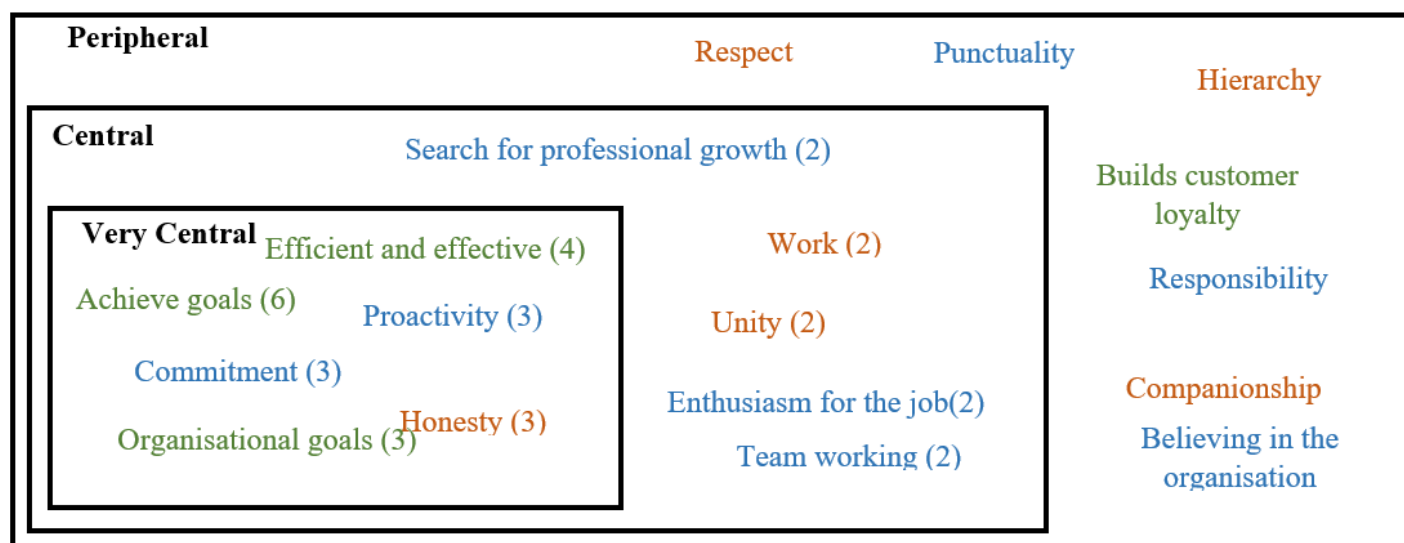 Peripheral
Respect
Punctuality
Hierarchy
Central
Search for professional growth (2)
Builds customer
loyalty
Very Central
Efficient and effective (4)
Work (2)
Achieve goals (6)
Proactivity (3)
Responsibility
Unity (2)
Commitment (3)
Companionship
Enthusiasm for the job(2)
Honesty (3)
Organisational goals (3)
Team working (2)
Believing in the
organisation